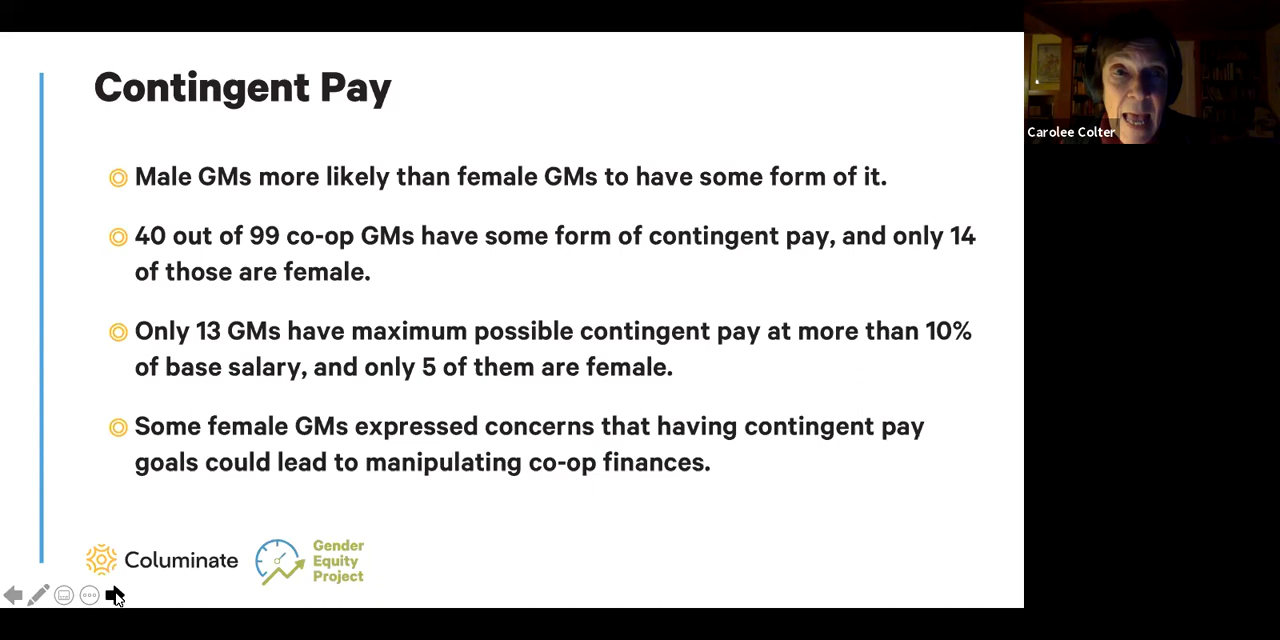 Contingent Pay
Male GMs more likely than female GMs to have some form of it.
40 out of 99 co-op GMs have some form of contingent pay, and only 14
of those are female.
Only 13 GMs have maximum possible contingent pay at more than 10%
of base salary, and only 5 of them are female.
Some female GMs expressed concerns that having contingent pay
goals could lead to manipulating co-op finances.
Columinate
Gender
Equity
Project
Carolee Colter